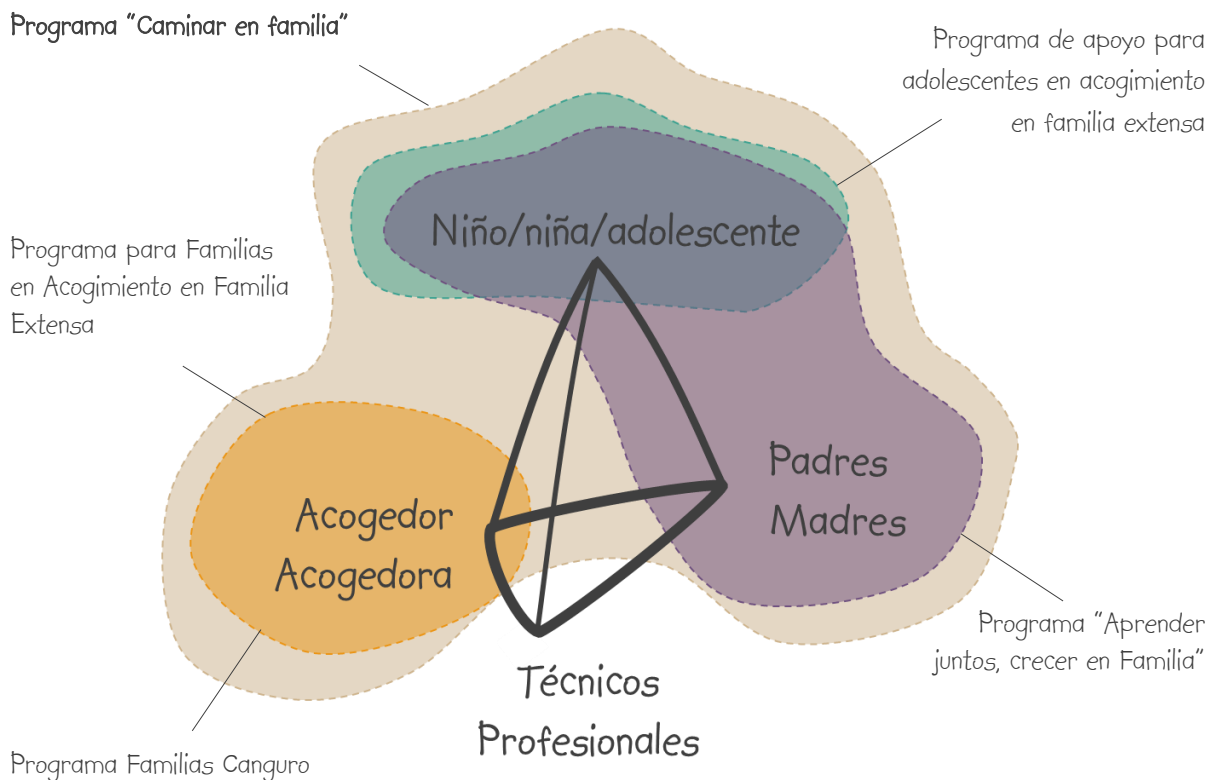 Programa “Caminar en familia”
Programa de apoyo para
adolescentes en acogimiento
en familia extensa
Niño/niña/adolescente
Programa para Familias
en Acogimiento en Familia
Extensa
Padres
Madres
Acogedor
Acogedora
Programa “Aprender
juntos, crecer en Familia”
Técnicos
Profesionales
Programa Familias Canguro